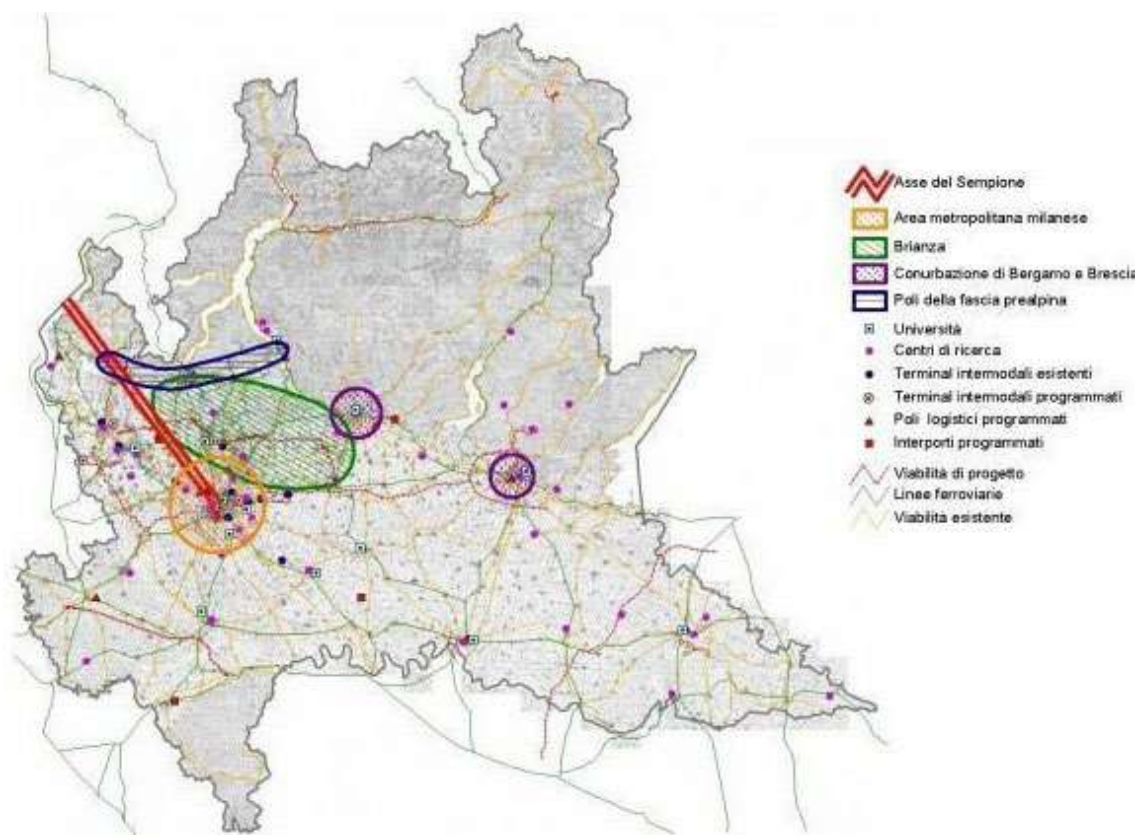 Asse del Sempione
Area metropolitana milanese
Brianza
Conurbazione di Bergamo e Brescia
Poli della fascia prealpina
Università
Centri di ricerca
Terminal intermodali esistenti
Terminal intermodali programmati
Poli logistici programmati
Interporti programmati
Viabilità di progetto
Linee ferroviarie
Viabilità esistente